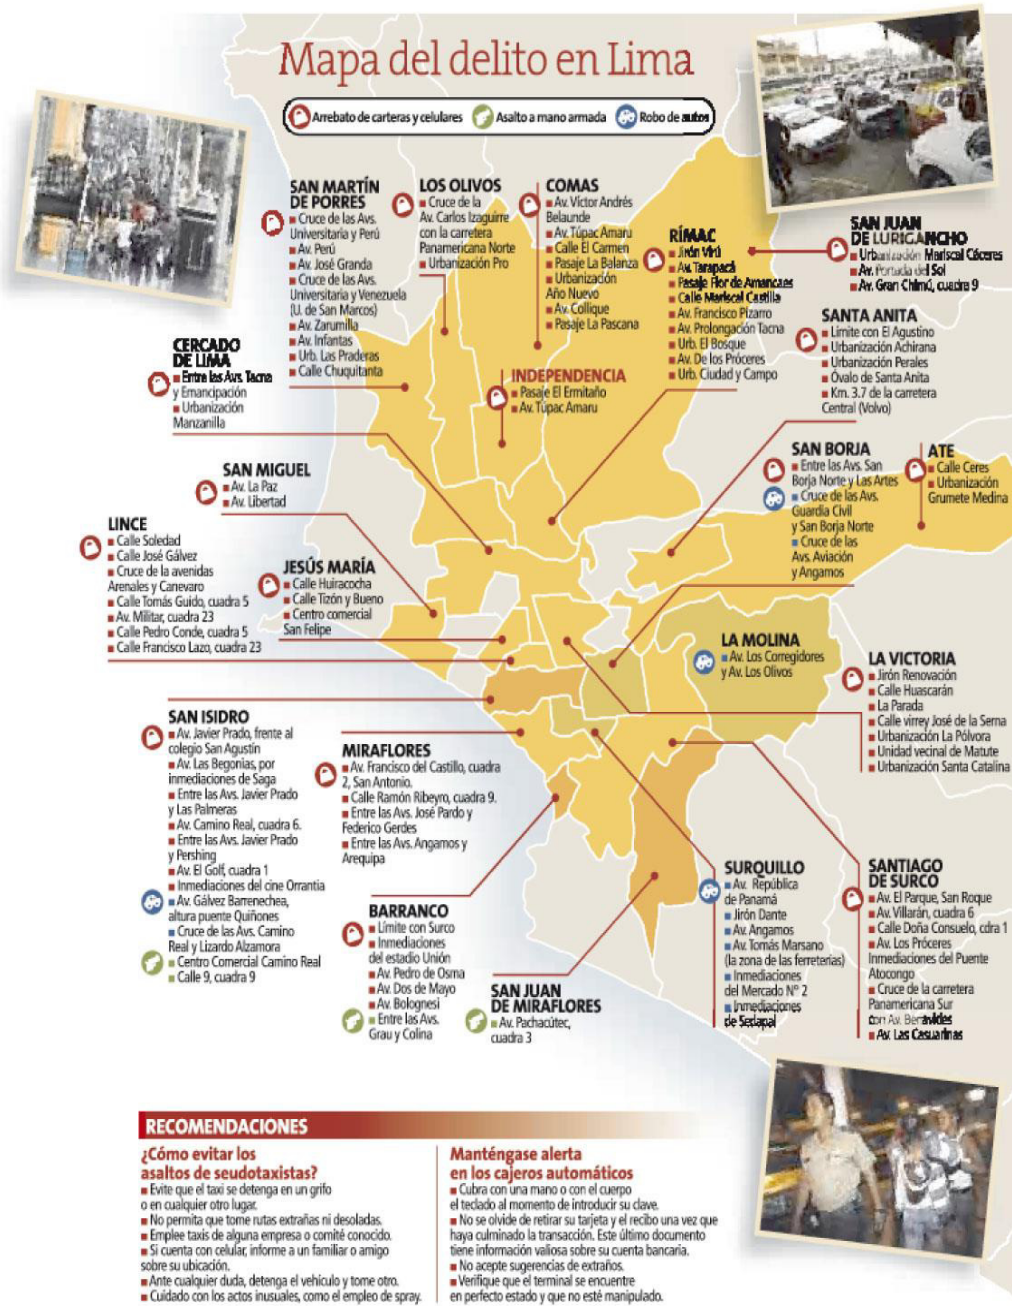 Mapa del delito en Lima
Arrebato de carteras y celulares
Asalto a mano armada
Robo de autos
SAN MARTÍN
DE PORRES
Cruce de las Avs.
Universitaria y Perú
Av. Perú
Av. José Granda
Cruce de las Avs.
Universitaria y Venezuela
(U. de San Marcos)
Av. Zarumilla
Av. Infantas
Urb. Las Praderas
Calle Chuquitanta
LOS OLIVOS
Cruce de la
Av. Carlos Izaguirre
con la carretera
Panamericana Norte
Urbanización Pro
COMAS
Av. Víctor Andrés
Belaunde
Av. Túpac Amaru
Calle El Carmen
Pasaje La Balanza
Urbanización
Año Nuevo
Av. Collique
Pasaje La Pascana
RÍMAC
Jirón Virú
Av. Tarapacá
Pasaje Flor de Amancaes
Calle Mariscal Castilla
Av. Francisco Pizarro
Av. Prolongación Tacna
Urb. El Bosque
Av. De los Próceres
Urb. Ciudad y Campo
SAN JUAN
DE LURIGANCHO
Urbanización Mariscal Cáceres
Av. Portada del Sol
Av. Gran Chimú, cuadra 9
SANTA ANITA
Límite con El Agustino
Urbanización Achirana
Urbanización Perales
Óvalo de Santa Anita
Km. 3.7 de la carretera
Central (Volvo)
CERCADO
DE LIMA
Entre las Avs. Tacna
y Emancipación
Urbanización
Manzanilla
INDEPENDENCIA
Pasaje El Ermitaño
Av. Túpac Amaru
SAN BORJA
Entre las Avs. San
Borja Norte y Las Artes
Cruce de las Avs.
Guardia Civil
y San Borja Norte
Cruce de las
Avs. Aviación
y Angamos
ATE
Calle Ceres
Urbanización
Grumete Medina
SAN MIGUEL
Av. La Paz
Av. Libertad
LINCE
Calle Soledad
Calle José Gálvez
Cruce de la avenidas
Arenales y Canevaro
Calle Tomás Guido, cuadra 5
Av. Militar, cuadra 23
Calle Pedro Conde, cuadra 5
Calle Francisco Lazo, cuadra 23
JESÚS MARÍA
Calle Huiracocha
Calle Tizón y Bueno
Centro comercial
San Felipe
LA MOLINA
Av. Los Corregidores
y Av. Los Olivos
LA VICTORIA
Jirón Renovación
Calle Huascarán
La Parada
Calle virrey José de la Serna
Urbanización La Pólvora
Unidad vecinal de Matute
Urbanización Santa Catalina
SAN ISIDRO
Av. Javier Prado, frente al
colegio San Agustín
Av. Las Begonias, por
inmediaciones de Saga
Entre las Avs. Javier Prado
y Las Palmeras
Av. Camino Real, cuadra 6.
Entre las Avs. Javier Prado
y Pershing
Av. El Golf, cuadra 1
Inmediaciones del cine Orrantia
Av. Gálvez Barrenechea,
altura puente Quiñones
Cruce de las Avs. Camino
Real y Lizardo Alzamora
Centro Comercial Camino Real
Calle 9, cuadra 9
MIRAFLORES
Av. Francisco del Castillo, cuadra
2, San Antonio.
Calle Ramón Ribeyro, cuadra 9.
Entre las Avs. José Pardo y
Federico Gerdes
Entre las Avs. Angamos y
Arequipa
BARRANCO
Límite con Surco
Inmediaciones
del estadio Unión
Av. Pedro de Osma
Av. Dos de Mayo
Av. Bolognesi
Entre las Avs.
Grau y Colina
SAN JUAN
DE MIRAFLORES
Av. Pachacútec,
cuadra 3
SURQUILLO
Av. República
de Panamá
Jirón Dante
Av. Angamos
Av. Tomás Marsano
(la zona de las ferreterías)
Inmediaciones
del Mercado N° 2
Inmediaciones
de Sedapal
SANTIAGO
DE SURCO
Av. El Parque, San Roque
Av. Villarán, cuadra 6
Calle Doña Consuelo, cdra 1
Av. Los Próceres
Inmediaciones del Puente
Atocongo
Cruce de la carretera
Panamericana Sur
con Av. Benavides
Av. Las Casuarinas
RECOMENDACIONES
¿Cómo evitar los
asaltos de seudotaxistas?
Evite que el taxi se detenga en un grifo
o en cualquier otro lugar.
No permita que tome rutas extrañas ni desoladas.
Emplee taxis de alguna empresa o comité conocido.
Si cuenta con celular, informe a un familiar o amigo
sobre su ubicación.
Ante cualquier duda, detenga el vehículo y tome otro.
Cuidado con los actos inusuales, como el empleo de spray.
Manténgase alerta
en los cajeros automáticos
Cubra con una mano o con el cuerpo
el teclado al momento de introducir su clave.
No se olvide de retirar su tarjeta y el recibo una vez que
haya culminado la transacción. Este último documento
tiene información valiosa sobre su cuenta bancaria.
No acepte sugerencias de extraños.
Verifique que el terminal se encuentre
en perfecto estado y que no esté manipulado.